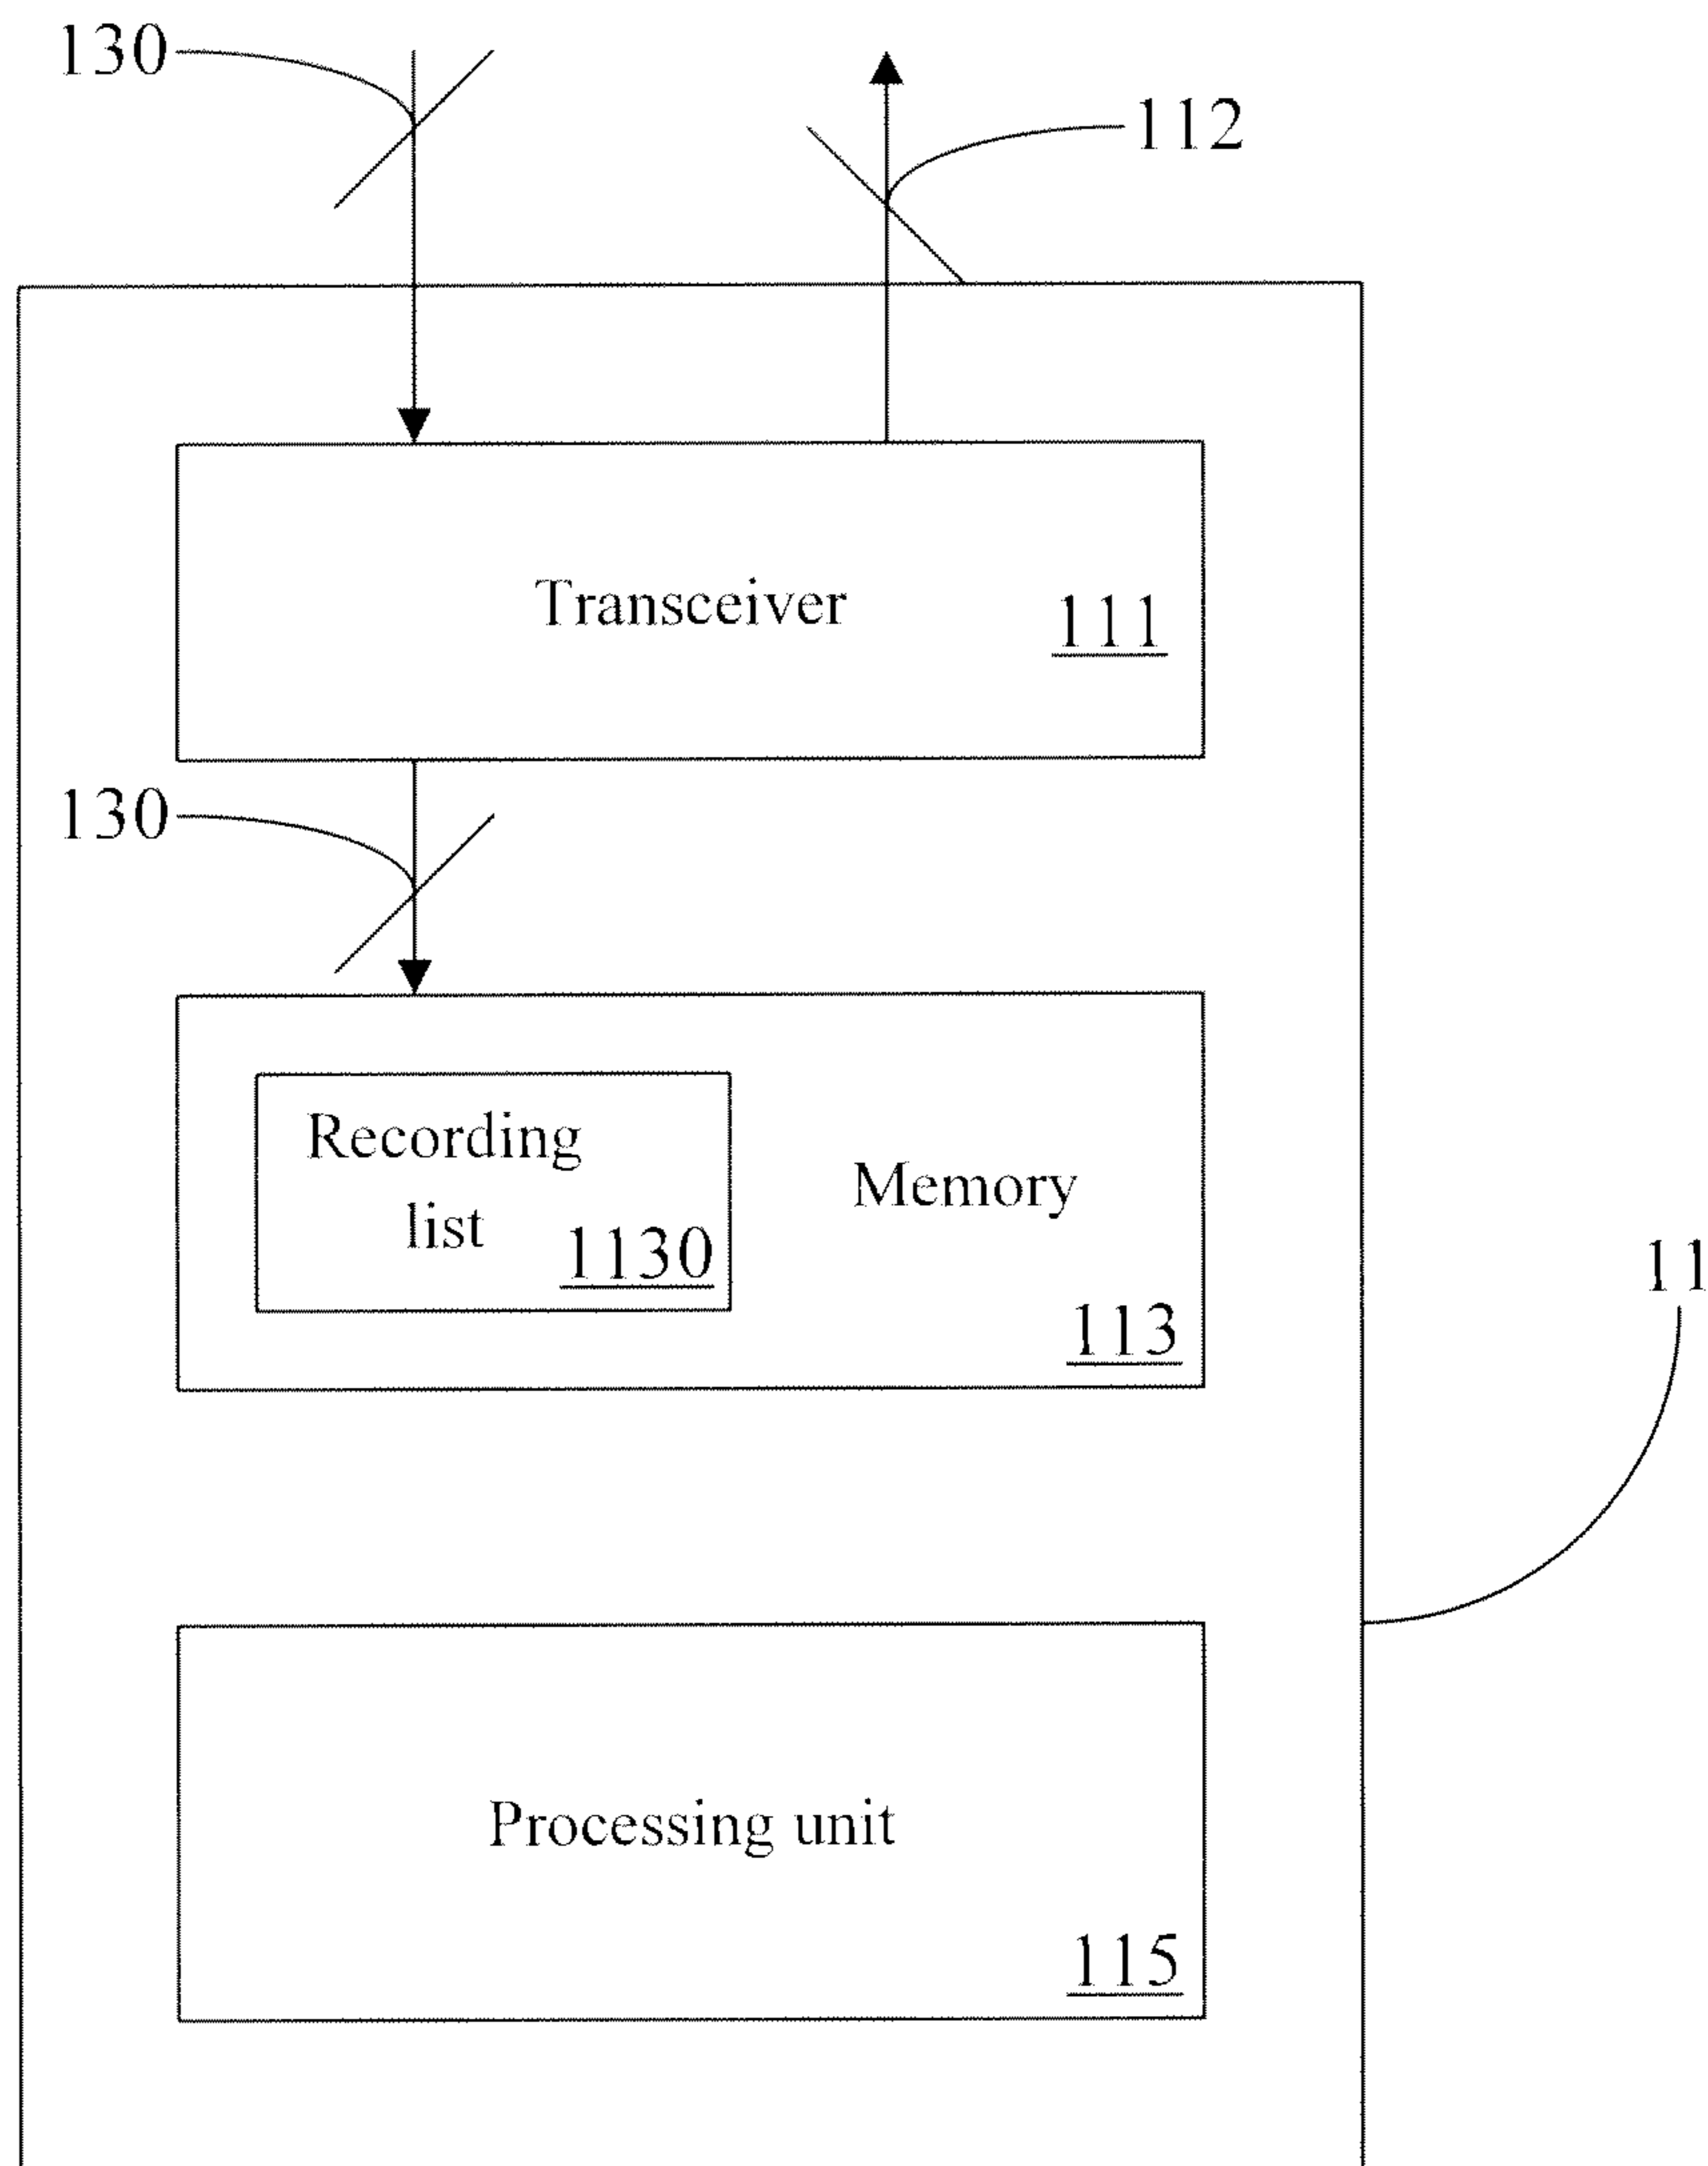 130
112
Transceiver
111
130
Recording
list
1130
Memory
113
11
Processing unit
115